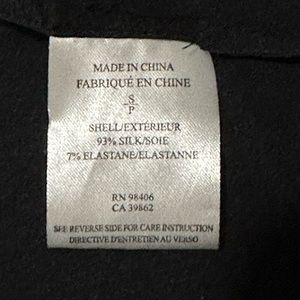 MADE IN CHINA
FABRIQUÉ EN CHINE
S
P
SHELL/EXTÉRIEUR
93% SILK/SOIE
7% ELASTANE/ELASTANNE
RN 98406
CA 39862
SEE REVERSE SIDE FOR CARE INSTRUCTION
DIRECTIVE D'ENTRETIEN AU VERSO